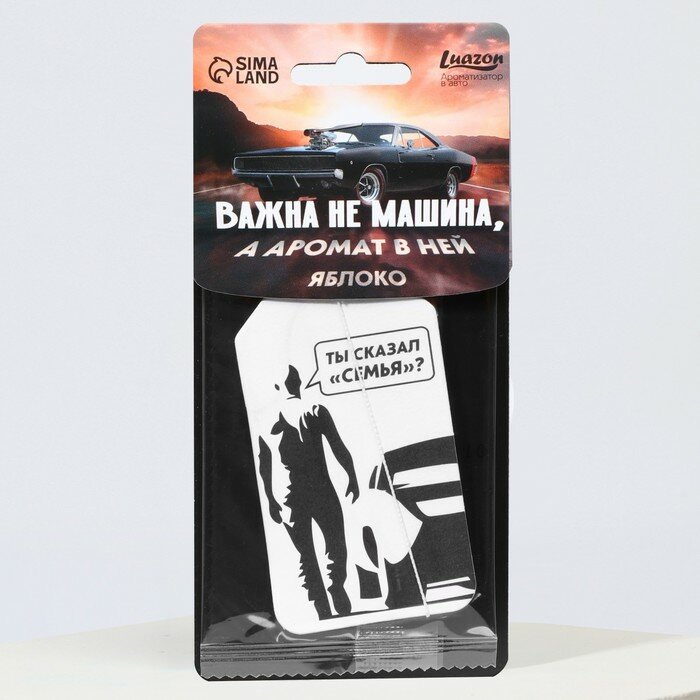 SIMA
LAND
Luazon
Ароматизатор
в авто
ВАЖНА НЕ МАШИНА,
А АРОМАТ В НЕЙ
ЯБЛОКО
ТЫ СКАЗАЛ
«СЕМЬЯ»?